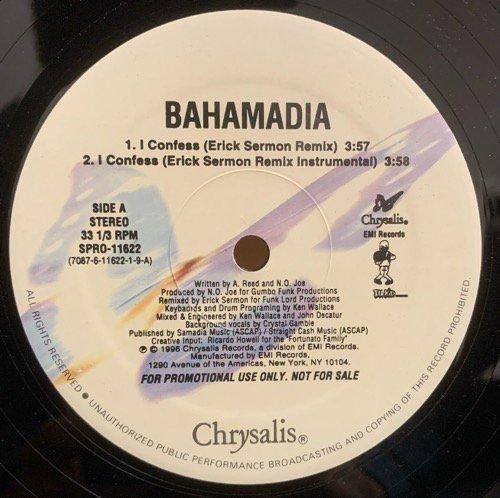 BAHAMADIA
1. I Confess (Erick Sermon Remix) 3:57
2. I Confess (Erick Sermon Remix Instrumental) 3:58
SIDE A
STEREO
33 1/3 RPM
SPRO-11622
(7087-6-11622-1-9-A)
Chrysalis®
EMI Records
Written by A. Reed and N.O. Joe
Produced by N.O. Joe for Gumbo Funk Productions
Remixed by Erick Sermon for Funk Lord Productions
Keyboards and Drum Programing by Ken Wallace
Mixed & Engineered by Ken Wallace and John Decatur
Background vocals by Crystal Gamble
Published by Samadia Music (ASCAP) / Straight Cash Music (ASCAP)
Creative Input: Ricardo Howell for the "Fortunato Family"
℗ © 1996 Chrysalis Records, a division of EMI Records.
Manufactured by EMI Records,
1290 Avenue of the Americas, New York, NY 10104.
FOR PROMOTIONAL USE ONLY. NOT FOR SALE
Chrysalis®
ALL RIGHTS RESERVED ● UNAUTHORIZED PUBLIC PERFORMANCE BROADCASTING AND COPYING OF THIS RECORD PROHIBITED